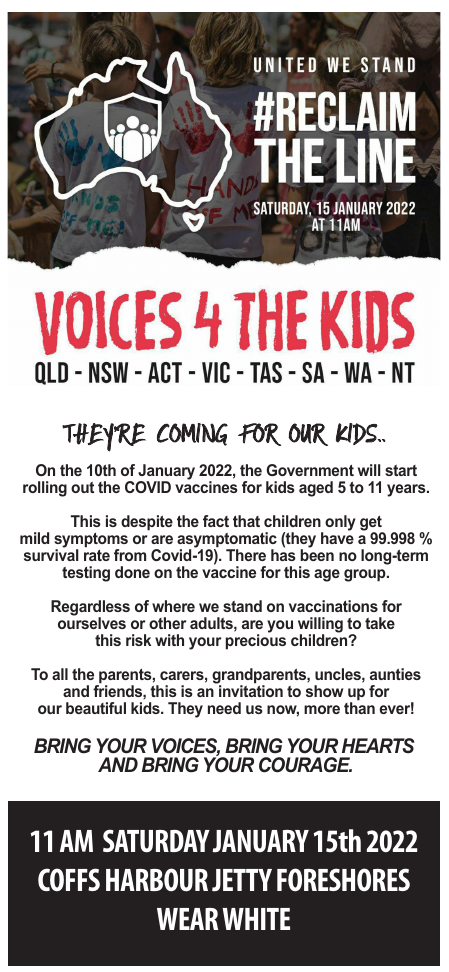 UNITED WE STAND
#RECLAIM
THE LINE
SATURDAY, 15 JANUARY 2022
AT 11AM
HANDS
OFF ME!
HANDS
OFF ME!
HANDS
OFF
VOICES 4 THE KIDS
QLD - NSW - ACT - VIC - TAS - SA - WA - NT
THEY'RE COMING FOR OUR KIDS..
On the 10th of January 2022, the Government will start
rolling out the COVID vaccines for kids aged 5 to 11 years.
This is despite the fact that children only get
mild symptoms or are asymptomatic (they have a 99.998 %
survival rate from Covid-19). There has been no long-term
testing done on the vaccine for this age group.
Regardless of where we stand on vaccinations for
ourselves or other adults, are you willing to take
this risk with your precious children?
To all the parents, carers, grandparents, uncles, aunties
and friends, this is an invitation to show up for
our beautiful kids. They need us now, more than ever!
BRING YOUR VOICES, BRING YOUR HEARTS
AND BRING YOUR COURAGE.
11 AM SATURDAY JANUARY 15th 2022
COFFS HARBOUR JETTY FORESHORES
WEAR WHITE